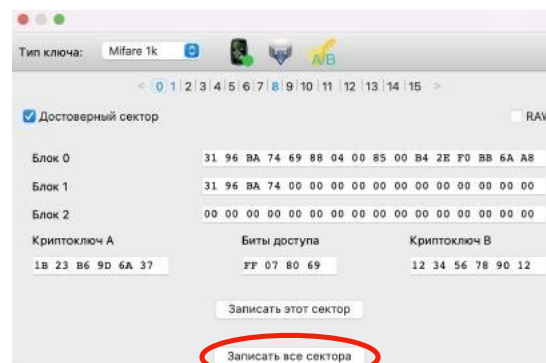 Тип ключа: Mifare 1k A/B
< 0 1 2 3 4 5 6 7 8 9 10 11 12 13 14 15 >
Достоверный сектор RAW
Блок 0 31 96 BA 74 69 88 04 00 85 00 B4 2E F0 BB 6A A8
Блок 1 31 96 BA 74 00 00 00 00 00 00 00 00 00 00 00 00
Блок 2 00 00 00 00 00 00 00 00 00 00 00 00 00 00 00 00
Криптоключ A Биты доступа Криптоключ B
1B 23 B6 9D 6A 37 FF 07 80 69 12 34 56 78 90 12
Записать этот сектор
Записать все сектора